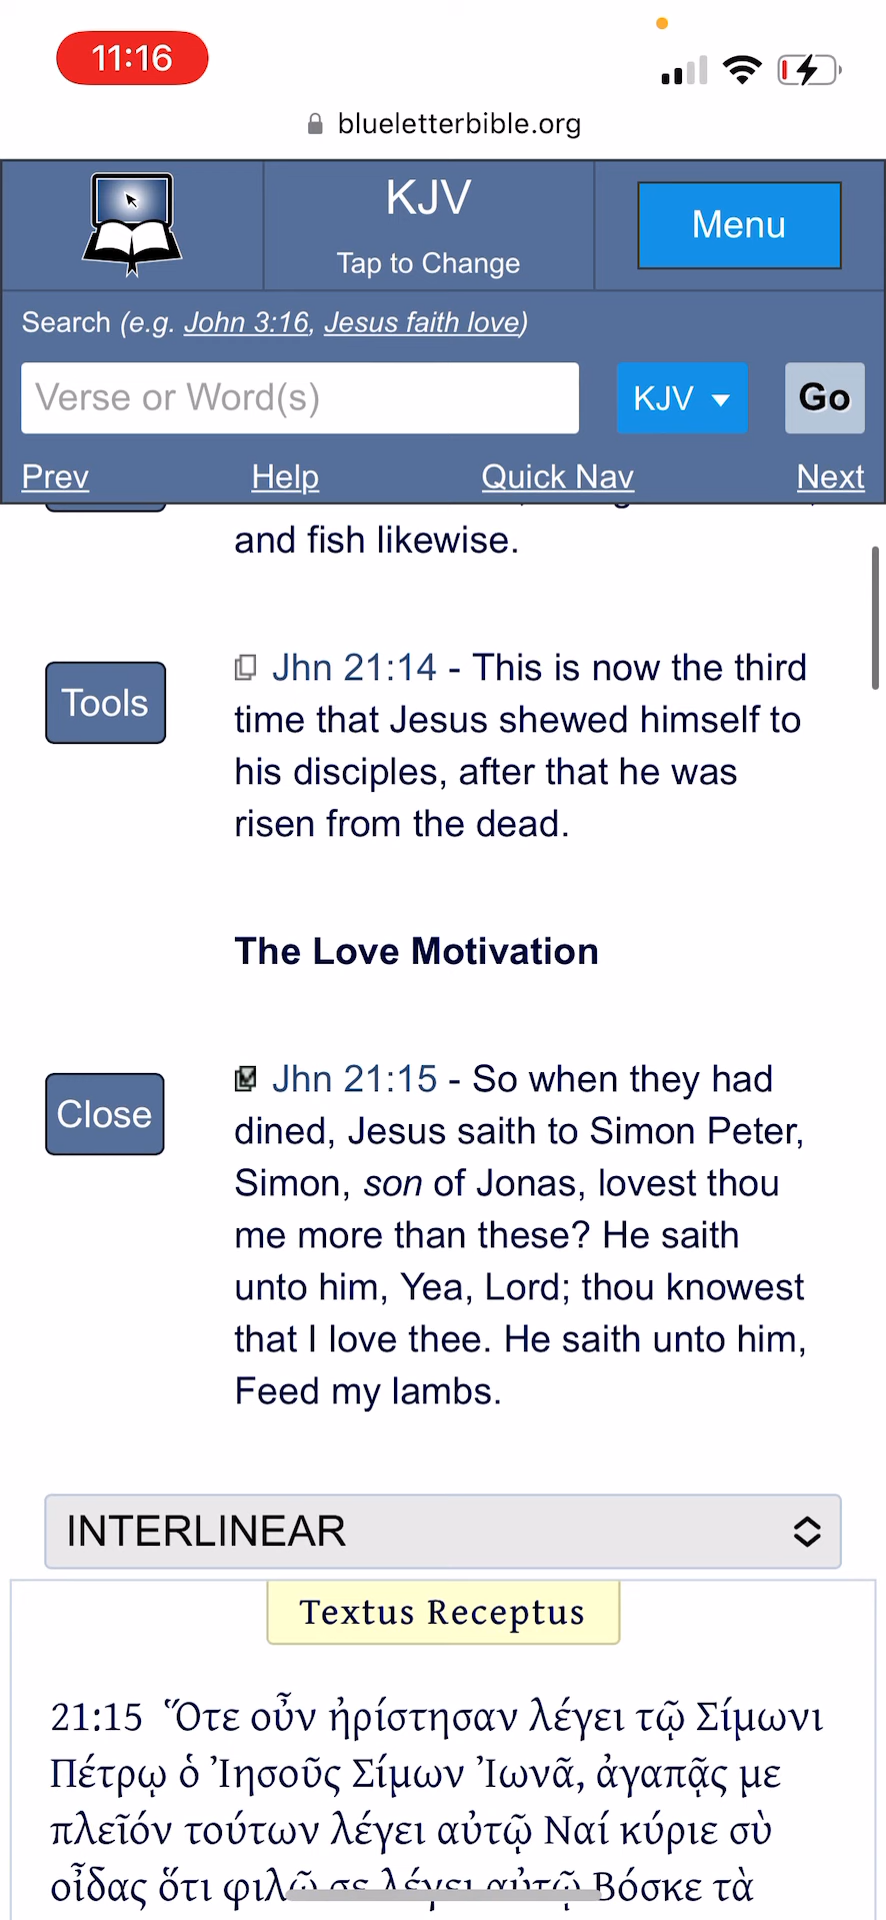 11:16
blueletterbible.org
KJV
Tap to Change
Menu
Search (e.g. John 3:16, Jesus faith love)
Verse or Word(s)
KJV
Go
Prev
Help
Quick Nav
Next
and fish likewise.
Tools
Jhn 21:14 - This is now the third
time that Jesus shewed himself to
his disciples, after that he was
risen from the dead.
The Love Motivation
Close
Jhn 21:15 - So when they had
dined, Jesus saith to Simon Peter,
Simon, son of Jonas, lovest thou
me more than these? He saith
unto him, Yea, Lord; thou knowest
that I love thee. He saith unto him,
Feed my lambs.
INTERLINEAR
Textus Receptus
21:15 Ὅτε οὖν ἠρίστησαν λέγει τῷ Σίμωνι
Πέτρῳ ὁ Ἰησοῦς Σίμων Ἰωνᾶ, ἀγαπᾷς με
πλεῖόν τούτων λέγει αὐτῷ Ναί κύριε σὺ
οἶδας ὅτι φιλῶ σε λέγει αὐτῷ Βόσκε τὰ